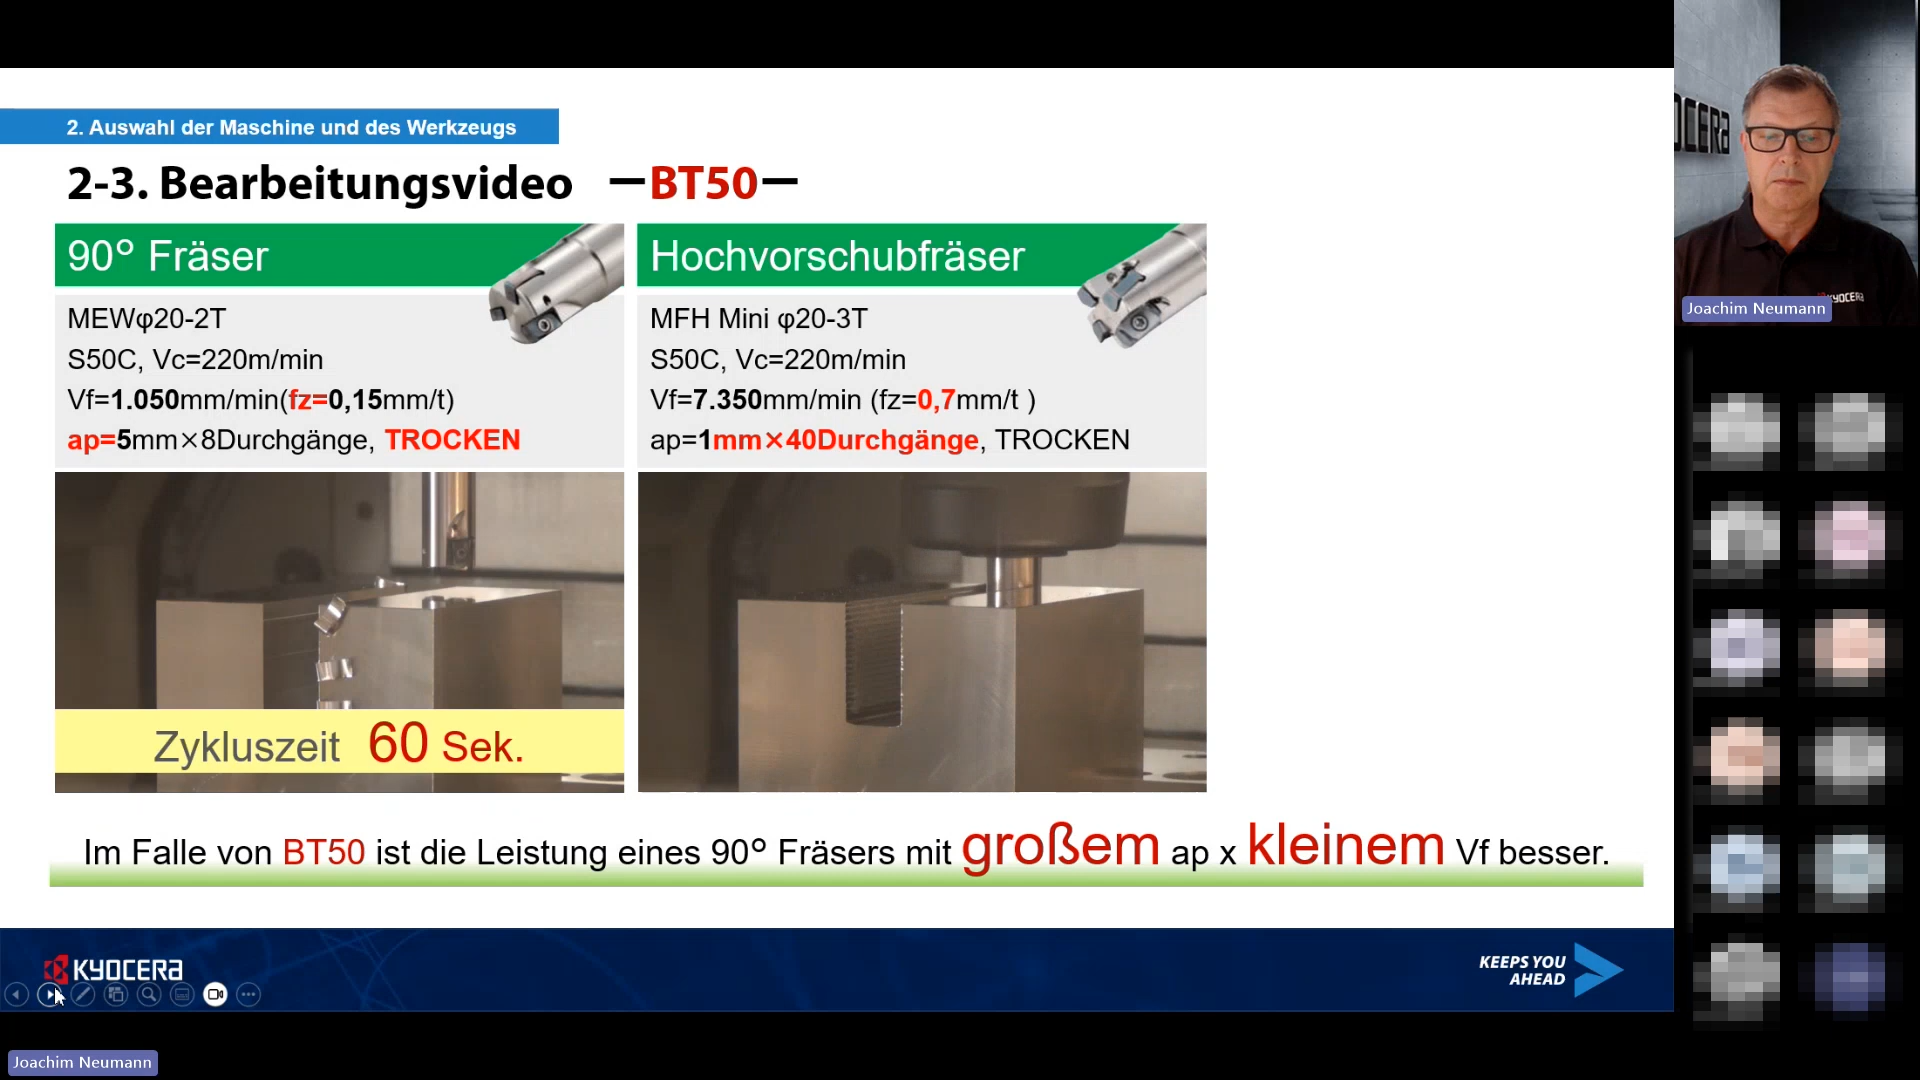 2. Auswahl der Maschine und des Werkzeugs
2-3. Bearbeitungsvideo —BT50—
90° Fräser
MEWφ20-2T
S50C, Vc=220m/min
Vf=1.050mm/min(fz=0,15mm/t)
ap=5mm×8Durchgänge, TROCKEN
Zykluszeit 60 Sek.
Hochvorschubfräser
MFH Mini φ20-3T
S50C, Vc=220m/min
Vf=7.350mm/min (fz=0,7mm/t )
ap=1mm×40Durchgänge, TROCKEN
Im Falle von BT50 ist die Leistung eines 90° Fräsers mit großem ap x kleinem Vf besser.
KYOCERA
KEEPS YOU
AHEAD
Joachim Neumann
OCERA
KYOCERA
Joachim Neumann